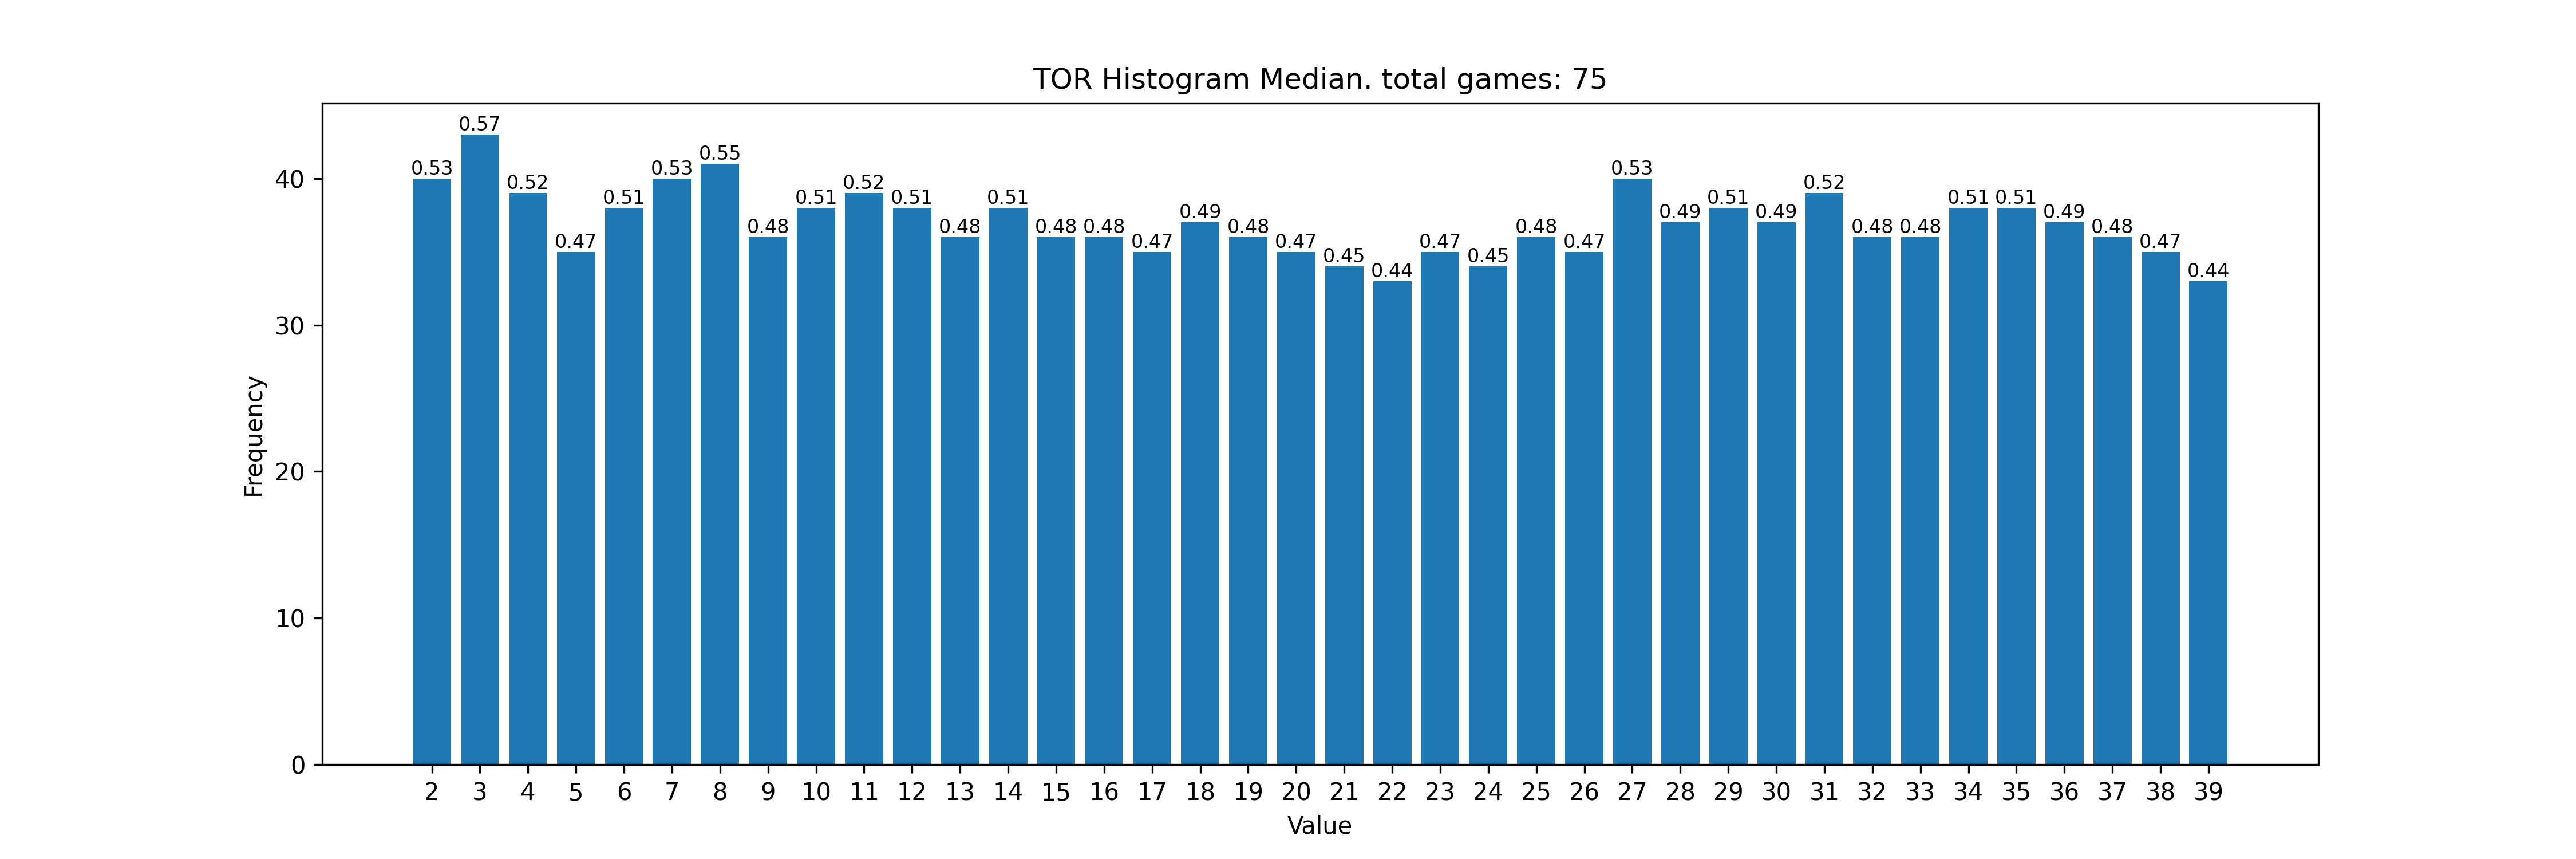 TOR Histogram Median. total games: 75
0.53 0.57 0.52 0.47 0.51 0.53 0.55 0.48 0.51 0.52 0.51 0.48 0.51 0.48 0.48 0.47 0.49 0.48 0.47 0.45 0.44 0.47 0.45 0.48 0.47 0.53 0.49 0.51 0.49 0.52 0.48 0.48 0.51 0.51 0.49 0.48 0.47 0.44
40
30
20
10
0
Frequency
2 3 4 5 6 7 8 9 10 11 12 13 14 15 16 17 18 19 20 21 22 23 24 25 26 27 28 29 30 31 32 33 34 35 36 37 38 39
Value